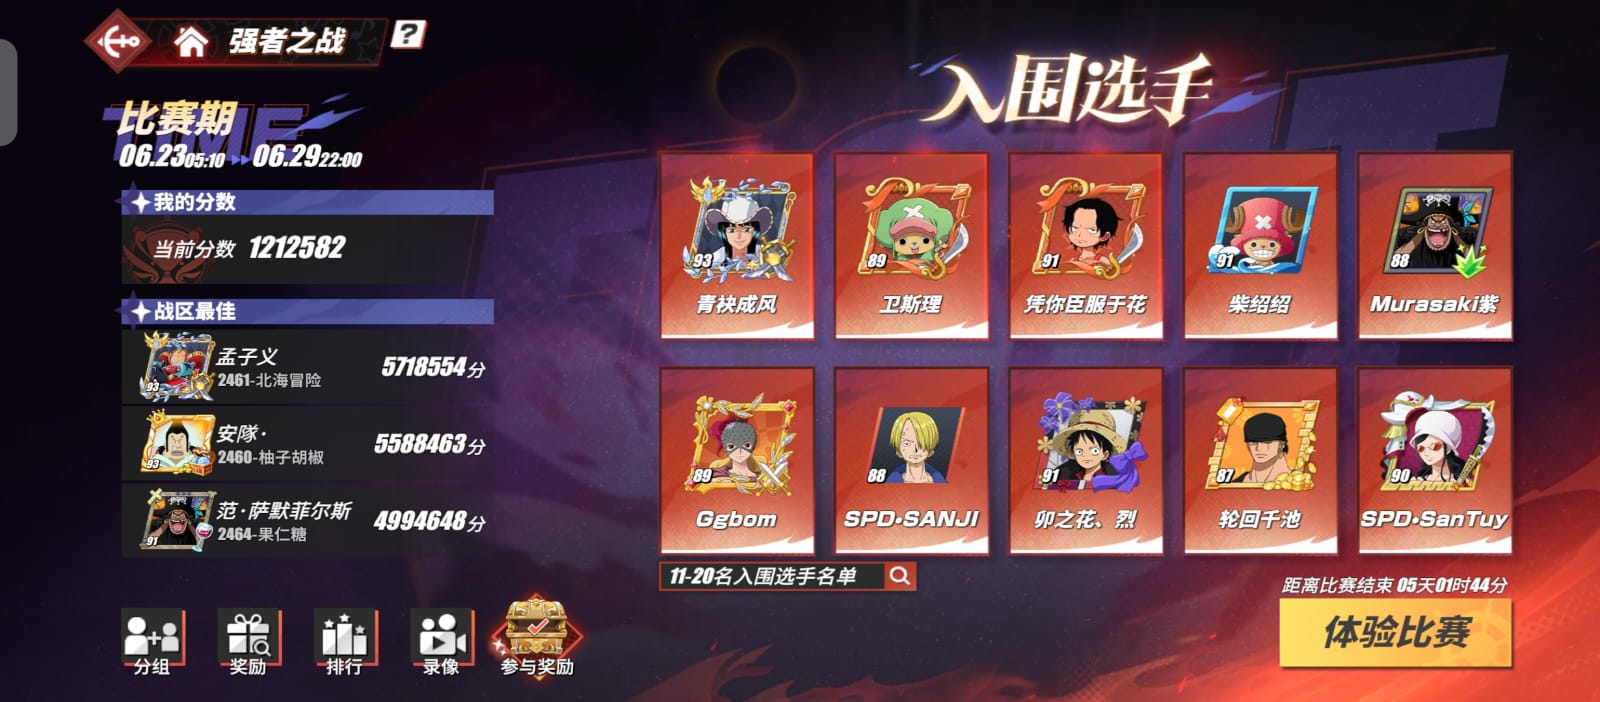 强者之战
?
比赛期
TIME
06.23 05:10 06.29 22:00
我的分数
当前分数 1212582
战区最佳
93
孟子义
2461-北海冒险
5718554分
93
安隊·
2460-柚子胡椒
5588463分
91
范·萨默菲尔斯
2464-果仁糖
4994648分
分组
奖励
排行
录像
参与奖励
入围选手
93
青袂成风
89
卫斯理
91
凭你臣服于花
91
柴绍绍
88
Murasaki紫
89
Ggbom
88
SPD•SANJI
91
卯之花、烈
87
轮回千池
90
SPD•SanTuy
11-20名入围选手名单
距离比赛结束 05天01时44分
体验比赛